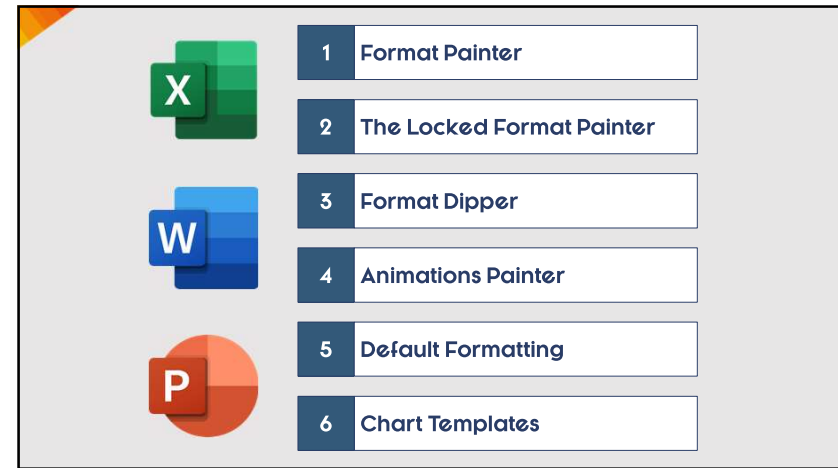 X
1 Format Painter
2 The Locked Format Painter
W
3 Format Dipper
4 Animations Painter
P
5 Default Formatting
6 Chart Templates